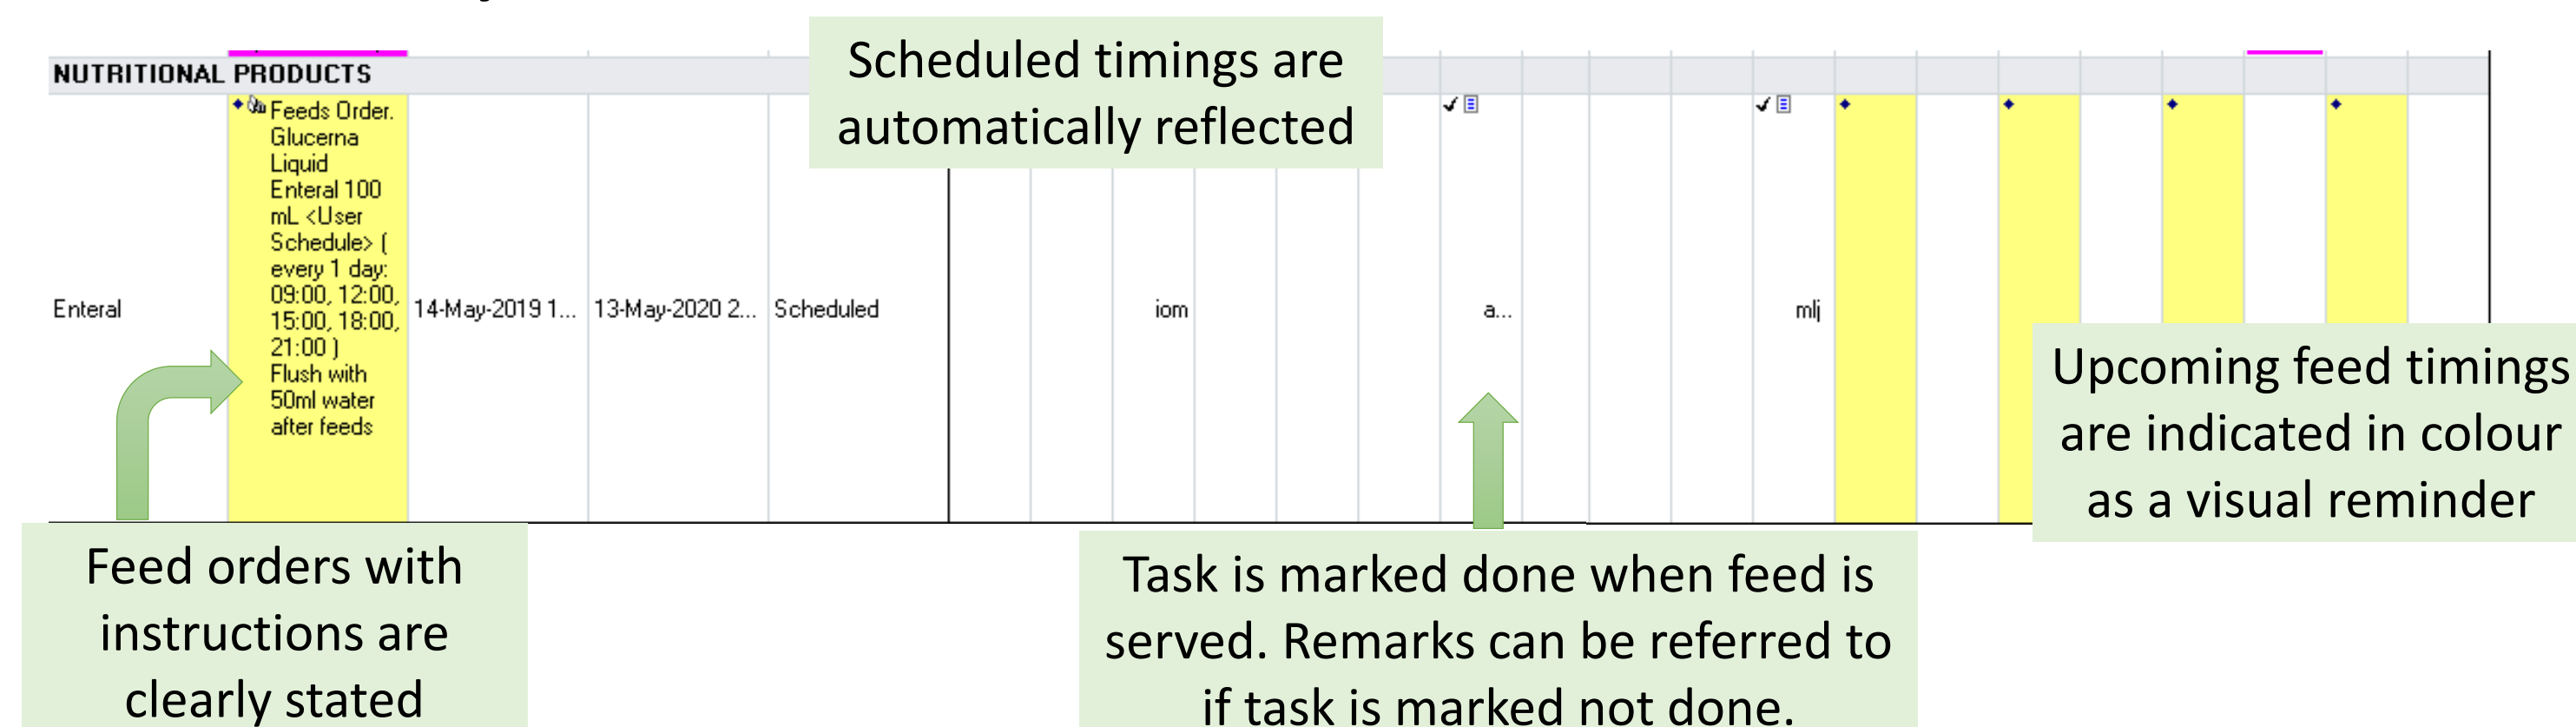 Scheduled timings are
automatically reflected
NUTRITIONAL PRODUCTS
Feeds Order.
Glucerna
Liquid
Enteral 100
mL <User
Schedule> (
every 1 day:
09:00, 12:00,
15:00, 18:00,
21:00 )
Flush with
50ml water
after feeds
Enteral
14-May-2019 1...
13-May-2020 2...
Scheduled
iom
a...
mlj
Upcoming feed timings
are indicated in colour
as a visual reminder
Feed orders with
instructions are
clearly stated
Task is marked done when feed is
served. Remarks can be referred to
if task is marked not done.